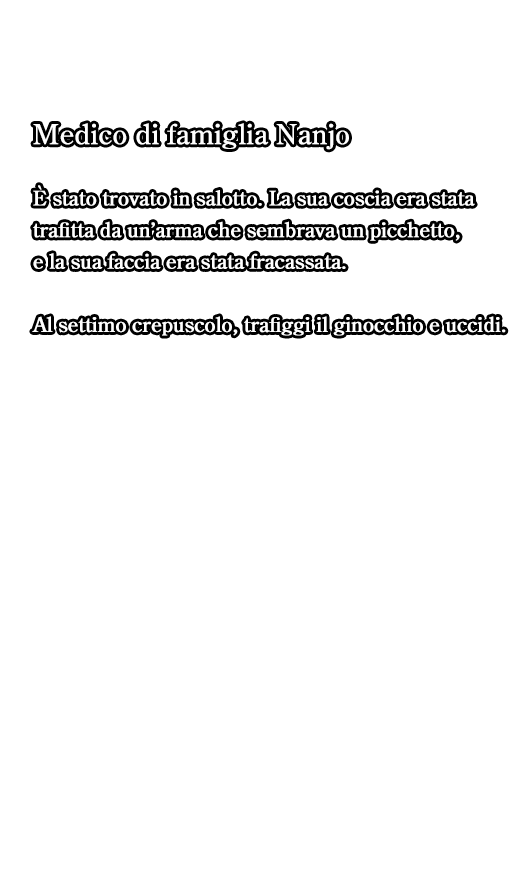 Medico di famiglia Nanjo
È stato trovato in salotto. La sua coscia era stata
trafitta da un'arma che sembrava un picchetto,
e la sua faccia era stata fracassata.
Al settimo crepuscolo, trafiggi il ginocchio e uccidi.